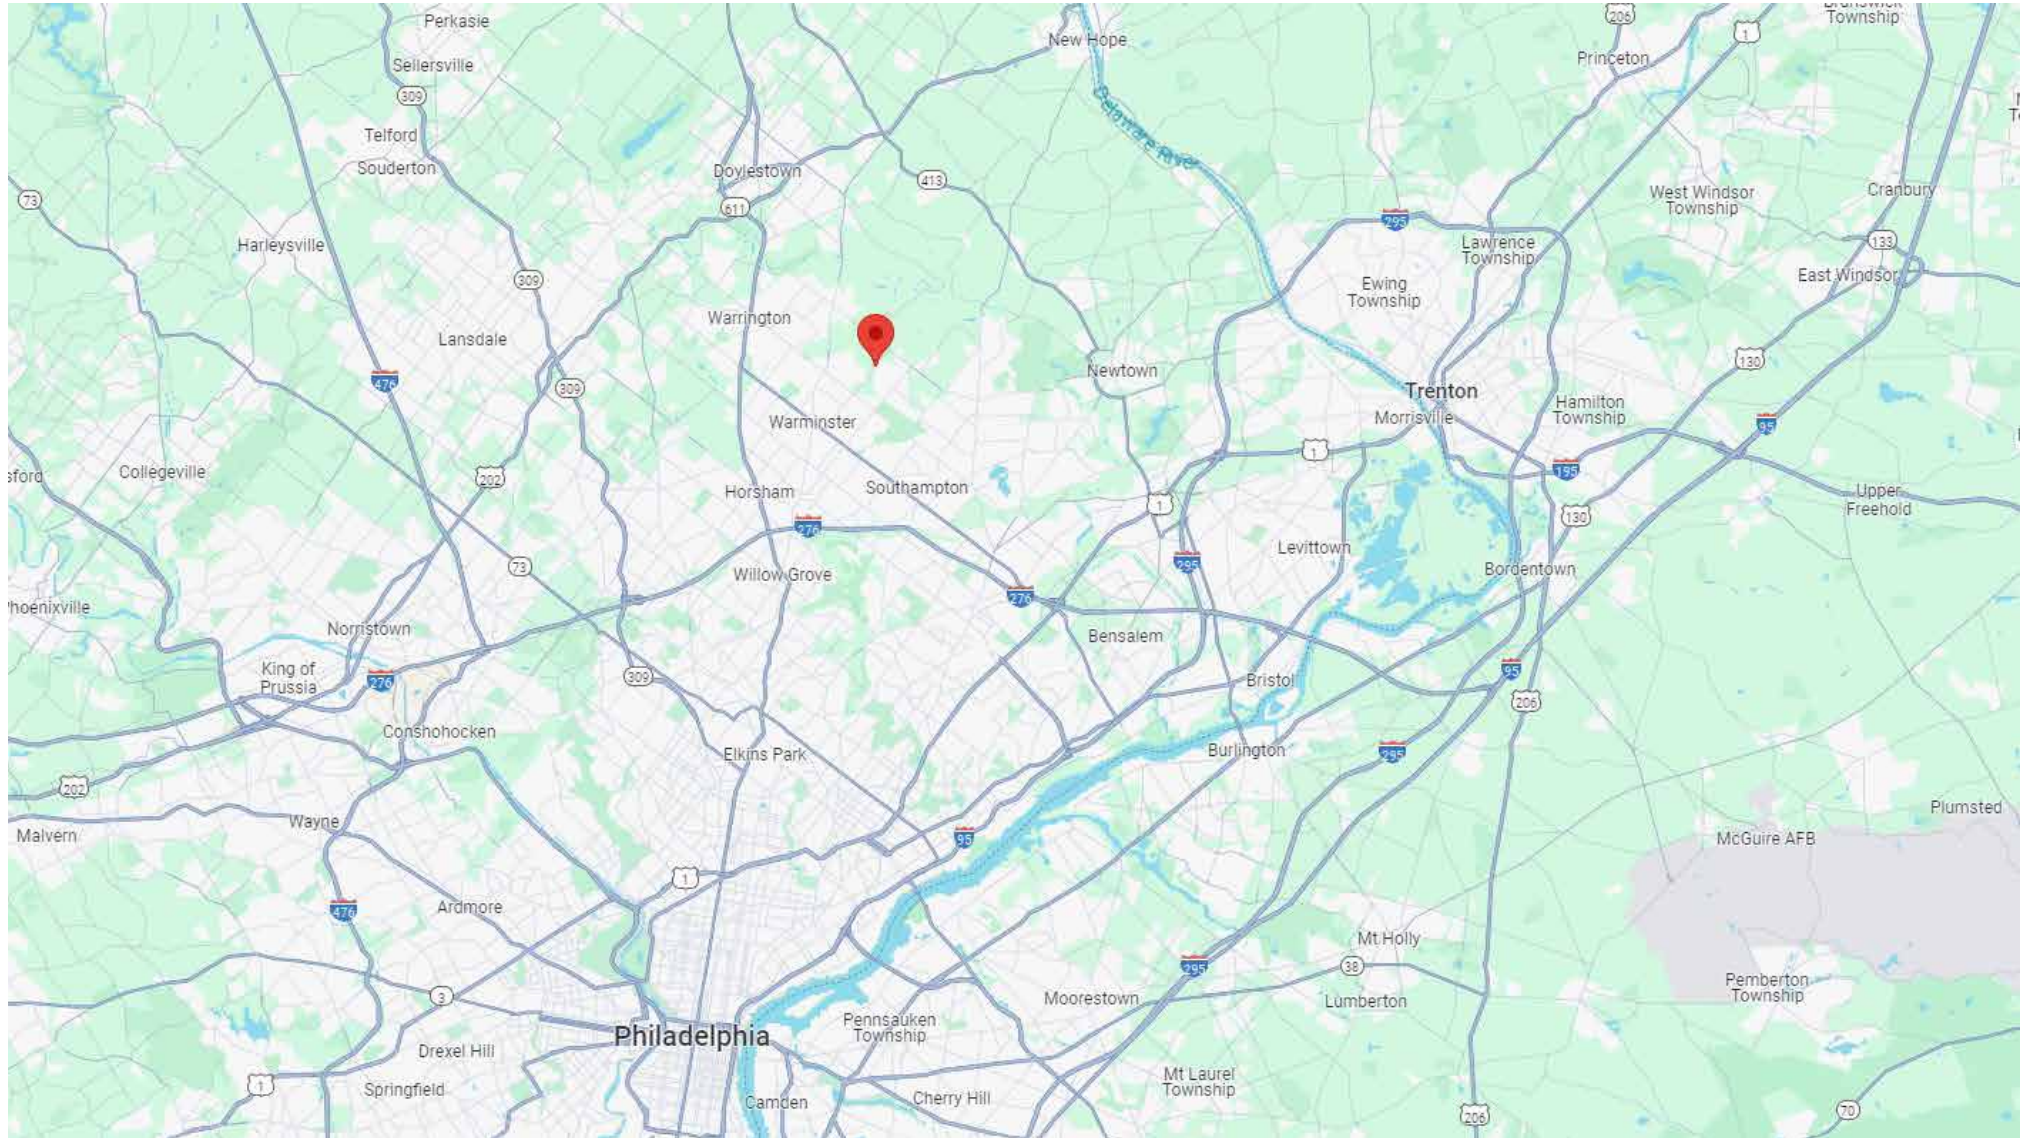 Perkasie
New Hope
206
1
Township
Princeton
Sellersville
309
Telford
Souderton
Delaware River
Doylestown
413
73
611
West Windsor
Township
Cranbury
Harleysville
295
Lawrence
Township
133
East Windsor
309
Ewing
Township
Warrington
Lansdale
Newtown
130
476
309
Trenton
Morrisville
Hamilton
Township
Warminster
95
1
Collegeville
sford
202
195
Horsham
Southampton
Upper
Freehold
1
130
276
Levittown
295
73
Willow Grove
Bordentown
276
hoenixville
Norristown
Bensalem
King of
Prussia
276
309
Bristol
95
206
Conshohocken
Elkins Park
Burlington
295
202
Wayne
Malvern
Plumsted
95
McGuire AFB
1
476
Ardmore
Mt Holly
295
38
3
Moorestown
Lumberton
Pemberton
Township
Philadelphia
Pennsauken
Township
Drexel Hill
1
Springfield
Mt Laurel
Township
Camden
Cherry Hill
206
70